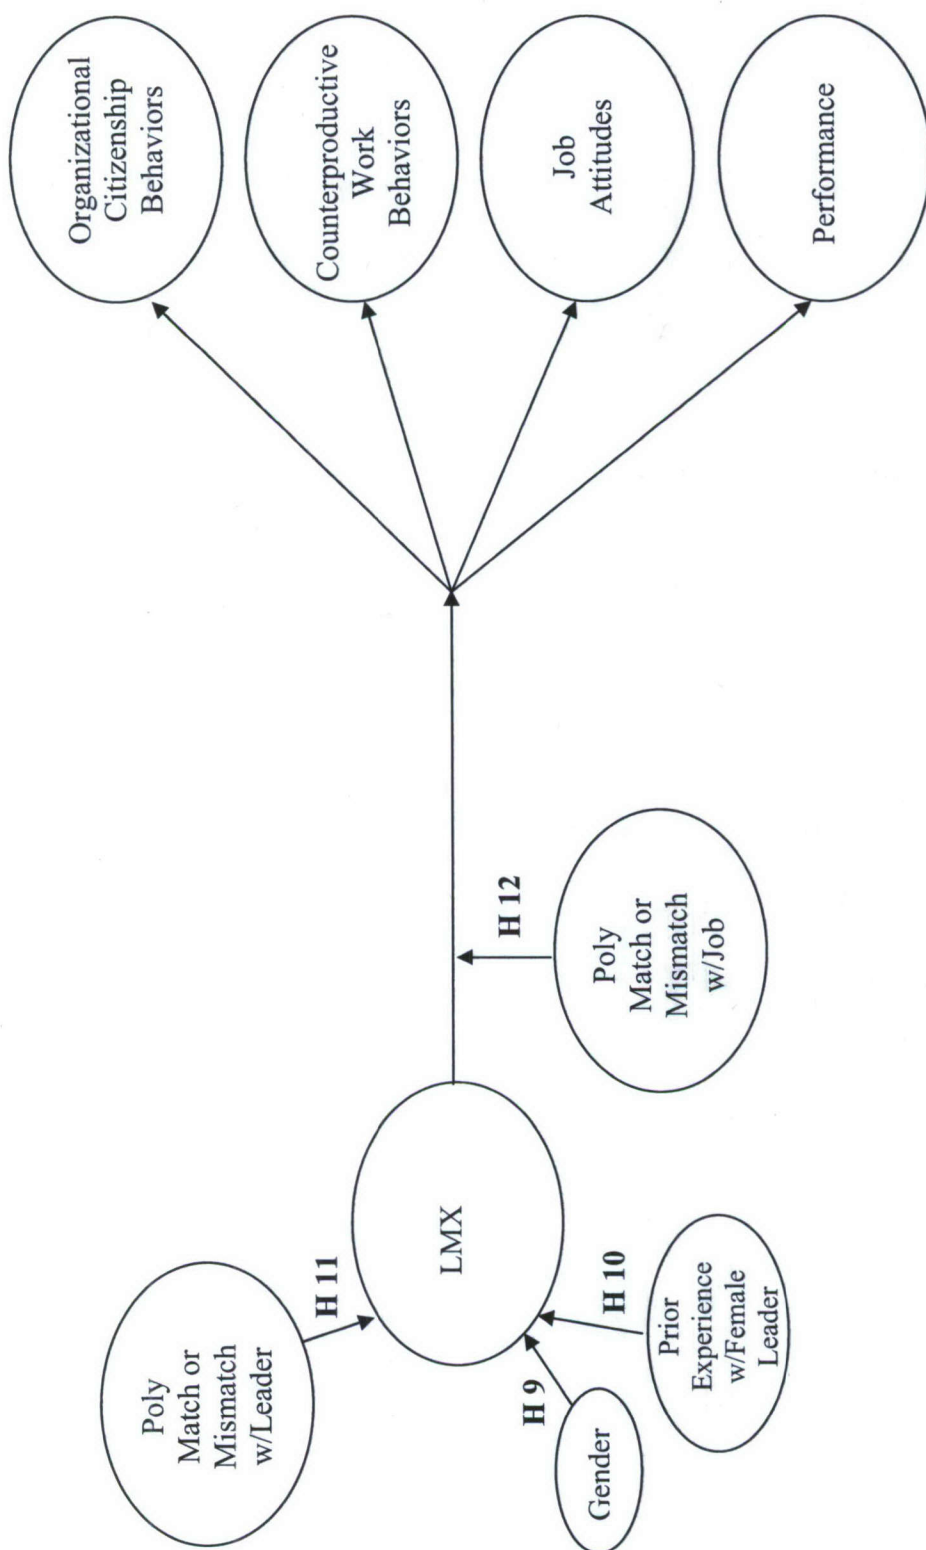 Poly
Match or
Mismatch
w/Leader
H 11
LMX
H 9
Gender
H 10
Prior
Experience
w/Female
Leader
H 12
Poly
Match or
Mismatch
w/Job
Organizational
Citizenship
Behaviors
Counterproductive
Work
Behaviors
Job
Attitudes
Performance